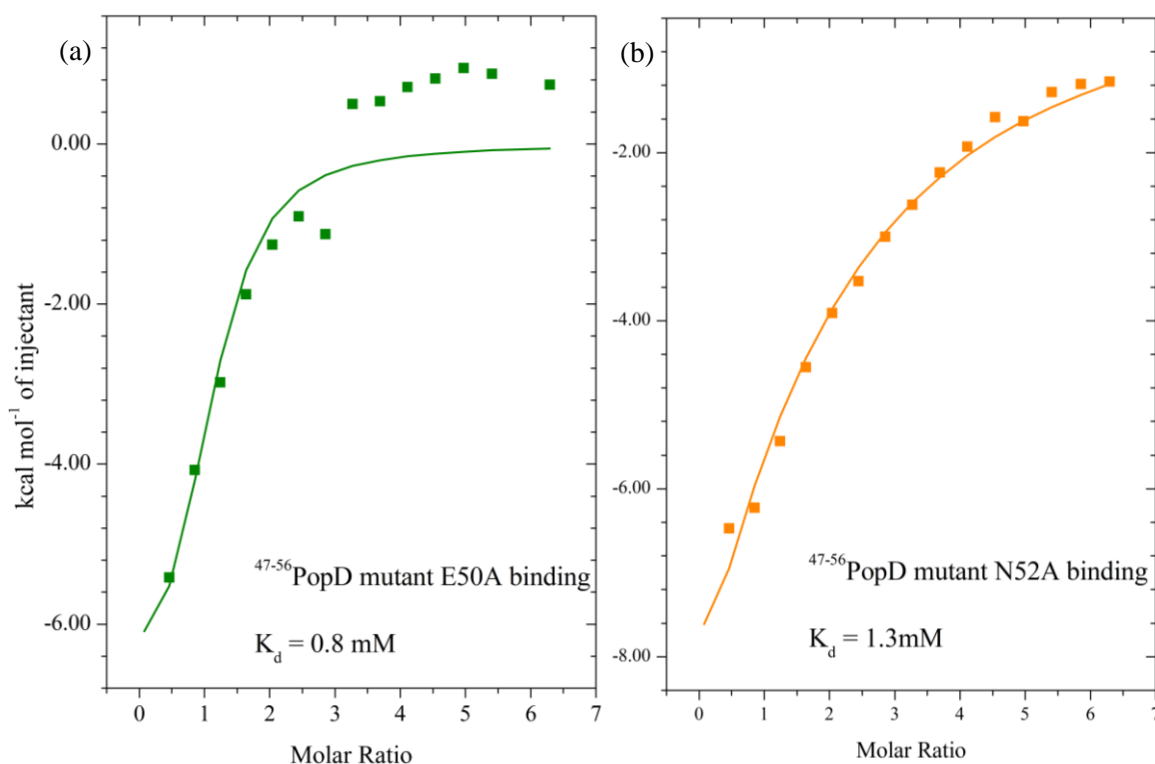 (a)
(b)
0.00
-2.00
-4.00
-6.00
kcal mol⁻¹ of injectant
⁴⁷⁻⁵⁶PopD mutant E50A binding
K_d = 0.8 mM
0 1 2 3 4 5 6 7
Molar Ratio
-2.00
-4.00
-6.00
-8.00
⁴⁷⁻⁵⁶PopD mutant N52A binding
K_d = 1.3mM
0 1 2 3 4 5 6 7
Molar Ratio